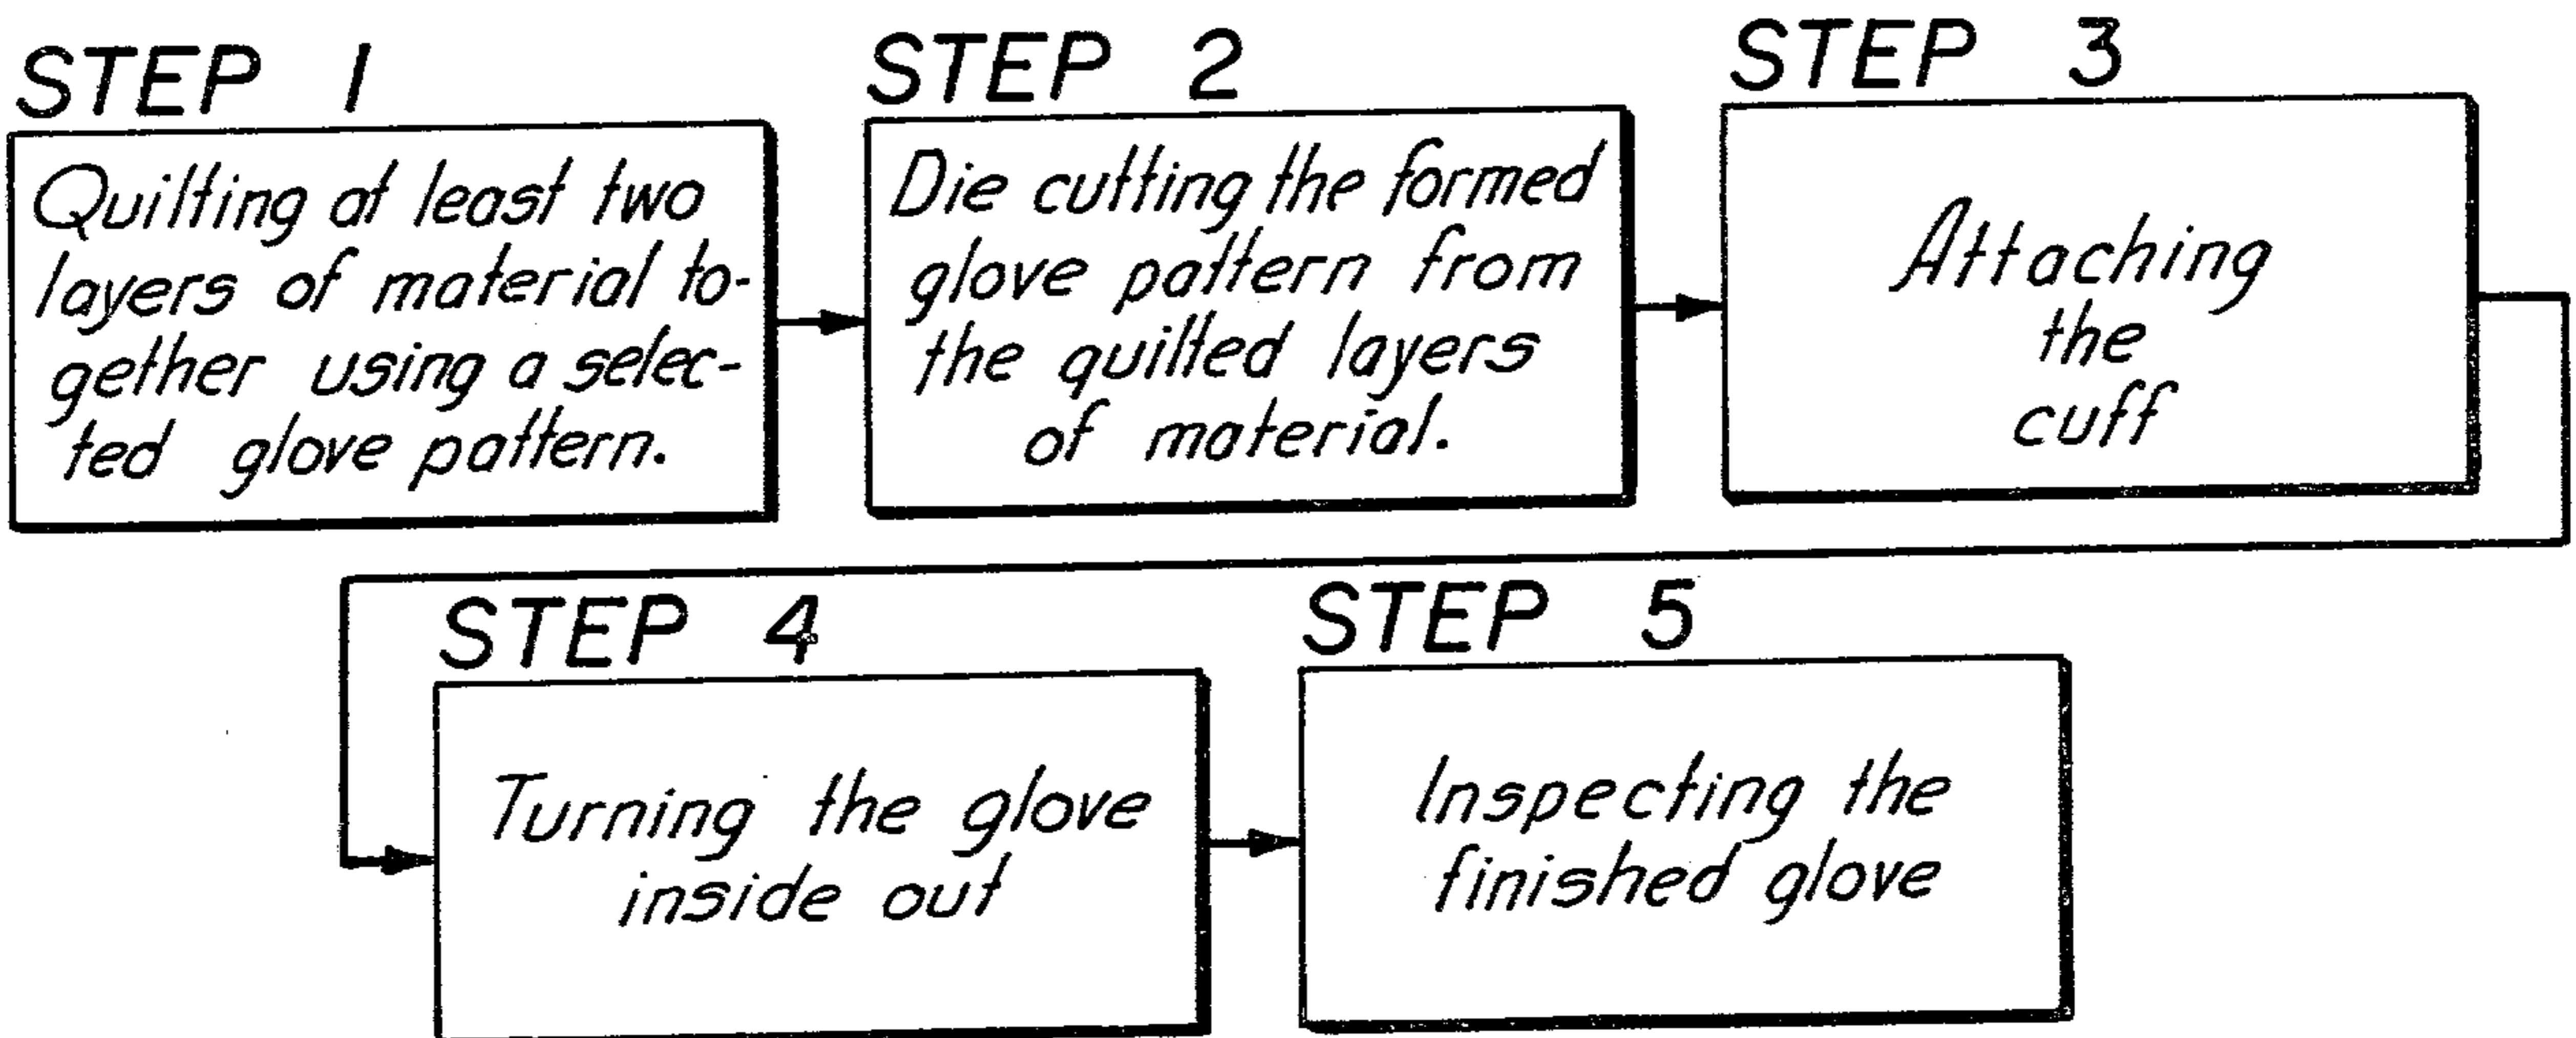 STEP 1
Quilting at least two
layers of material to-
gether using a selec-
ted glove pattern.
STEP 2
Die cutting the formed
glove pattern from
the quilted layers
of material.
STEP 3
Attaching
the
cuff
STEP 4
Turning the glove
inside out
STEP 5
Inspecting the
finished glove